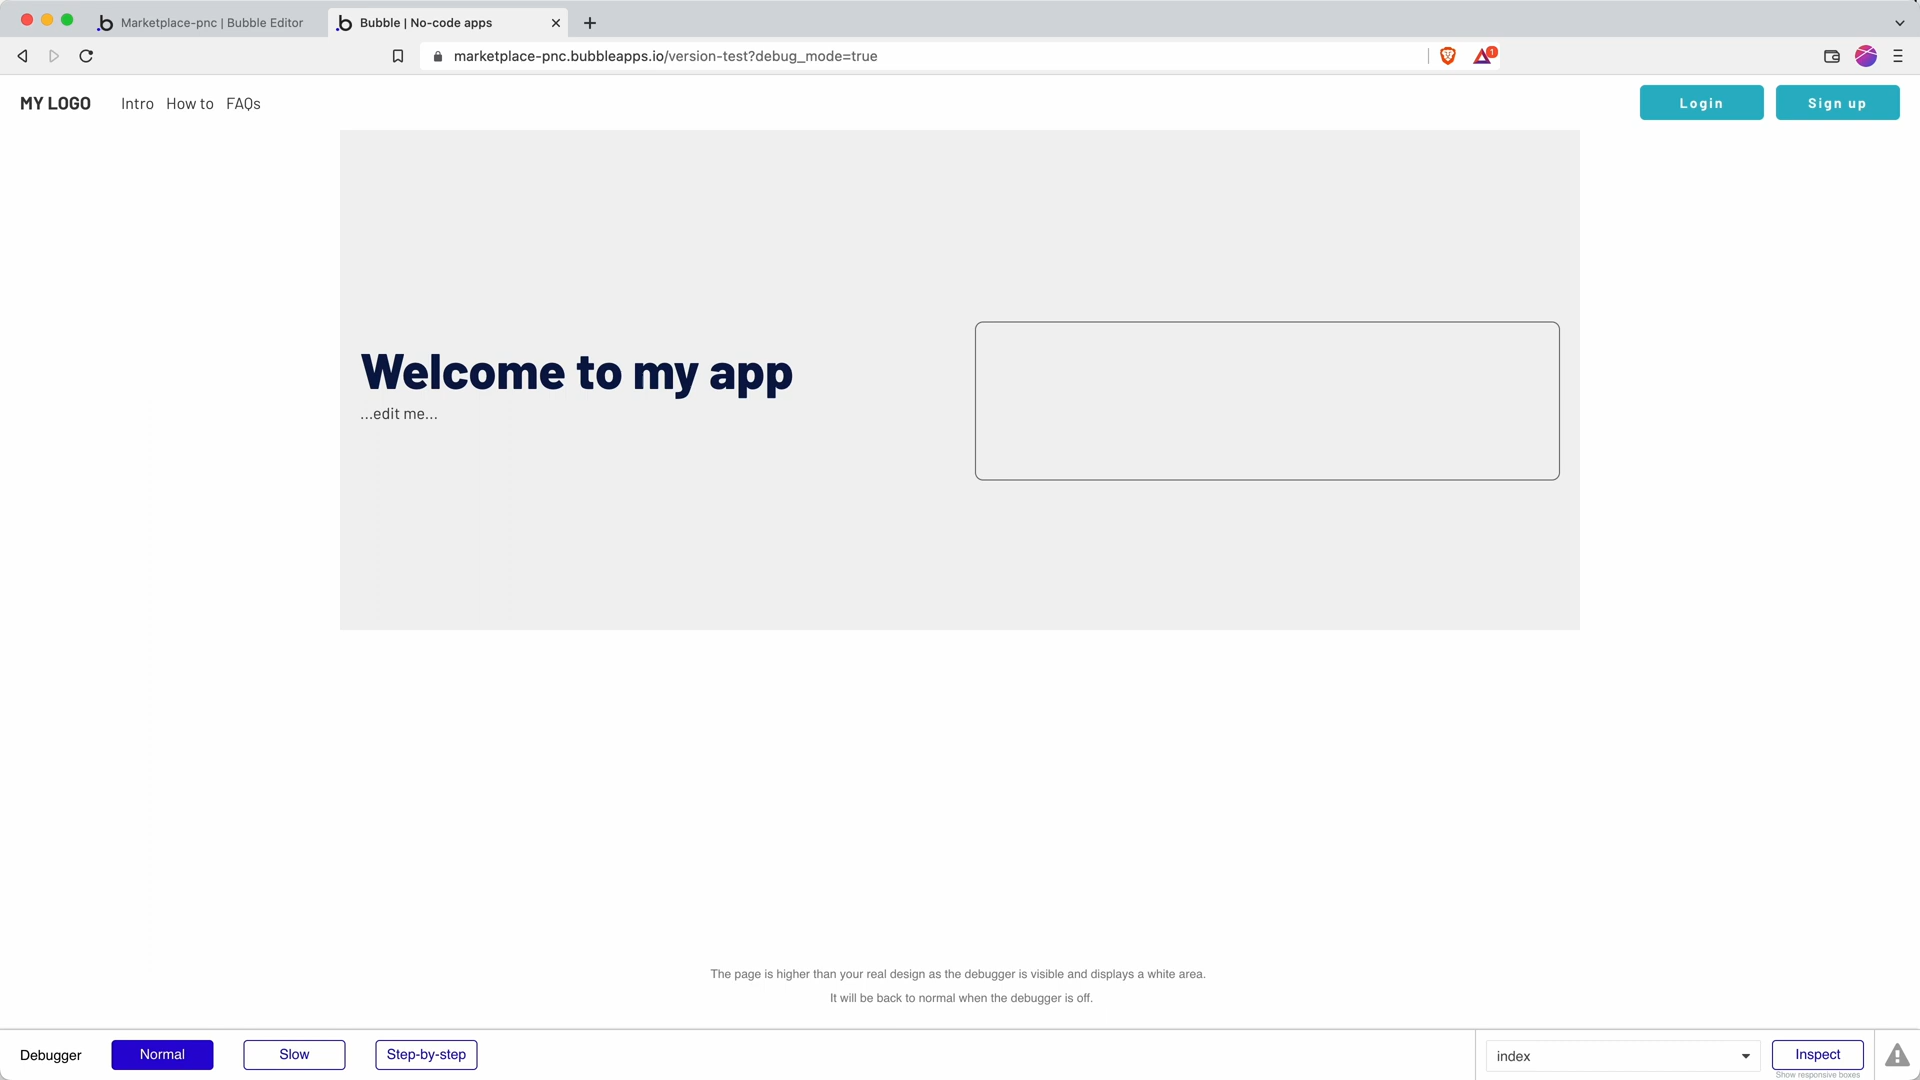 Marketplace-pnc | Bubble Editor
Bubble | No-code apps
marketplace-pnc.bubbleapps.io/version-test?debug_mode=true
1
MY LOGO
Intro
How to
FAQs
Login
Sign up
Welcome to my app
...edit me...
The page is higher than your real design as the debugger is visible and displays a white area.
It will be back to normal when the debugger is off.
Debugger
Normal
Slow
Step-by-step
index
Inspect
Show responsive boxes